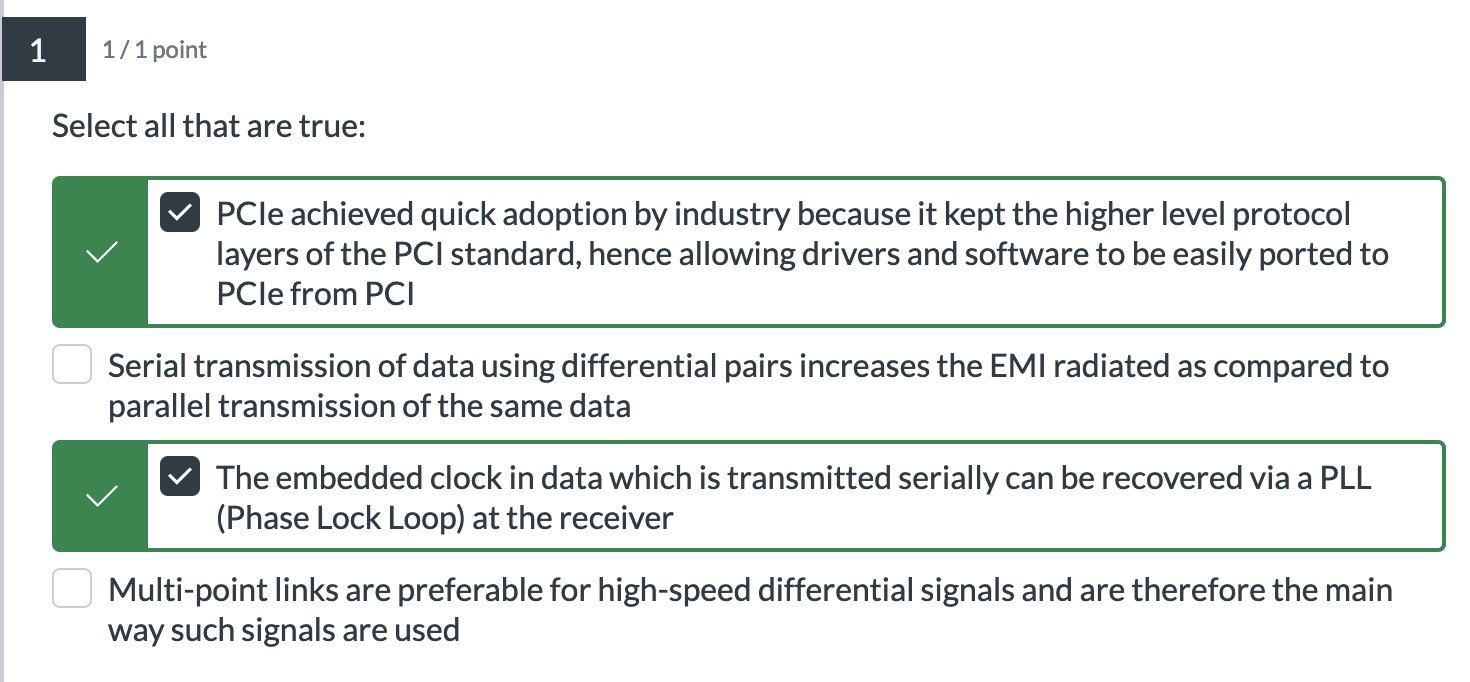 1
1 / 1 point
Select all that are true:
PCIe achieved quick adoption by industry because it kept the higher level protocol
layers of the PCI standard, hence allowing drivers and software to be easily ported to
PCIe from PCI
Serial transmission of data using differential pairs increases the EMI radiated as compared to
parallel transmission of the same data
The embedded clock in data which is transmitted serially can be recovered via a PLL
(Phase Lock Loop) at the receiver
Multi-point links are preferable for high-speed differential signals and are therefore the main
way such signals are used